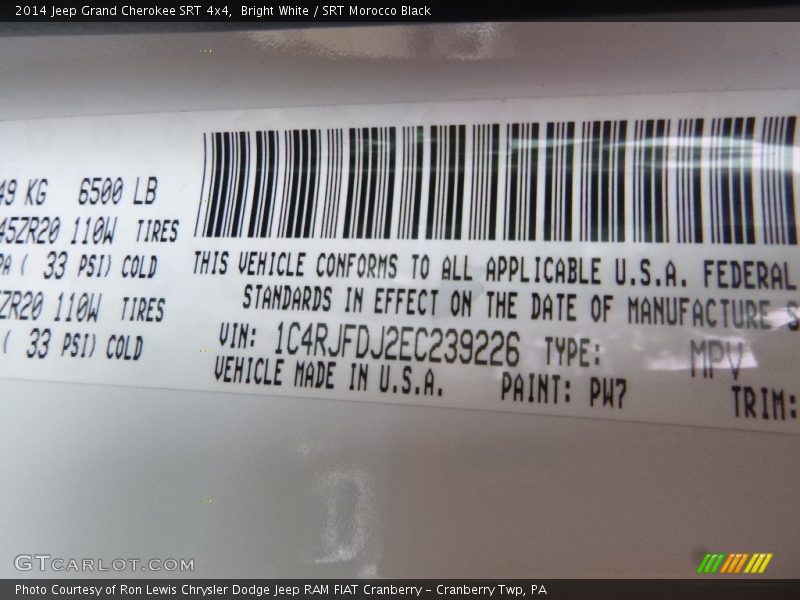 2014 Jeep Grand Cherokee SRT 4x4, Bright White / SRT Morocco Black
49 KG 6500 LB
45ZR20 110W TIRES
PA ( 33 PSI) COLD
ZR20 110W TIRES
( 33 PSI) COLD
THIS VEHICLE CONFORMS TO ALL APPLICABLE U.S.A. FEDERAL
STANDARDS IN EFFECT ON THE DATE OF MANUFACTURE S
VIN: 1C4RJFDJ2EC239226 TYPE: MPV
VEHICLE MADE IN U.S.A. PAINT: PW7 TRIM:
GTCARLOT.COM
Photo Courtesy of Ron Lewis Chrysler Dodge Jeep RAM FIAT Cranberry – Cranberry Twp, PA